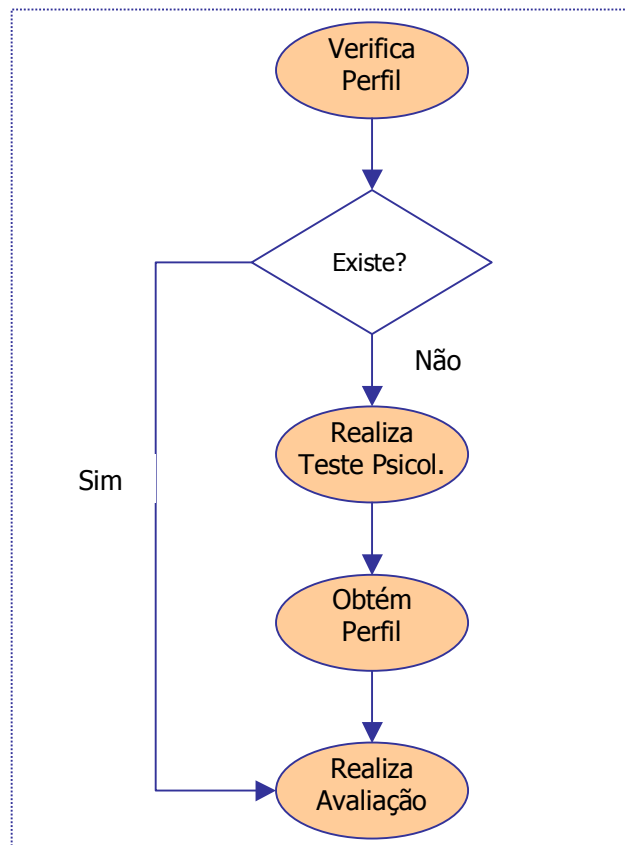 Verifica
Perfil
Existe?
Não
Realiza
Teste Psicol.
Sim
Obtém
Perfil
Realiza
Avaliação